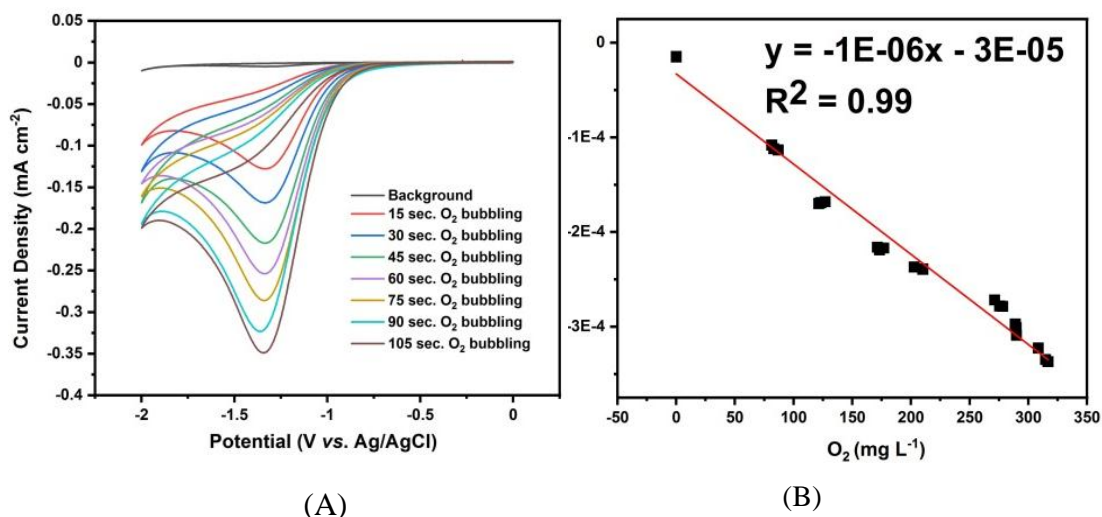 (A)
0.05
0
-0.05
-0.1
-0.15
-0.2
-0.25
-0.3
-0.35
-0.4
Current Density (mA cm⁻²)
Background
15 sec. O₂ bubbling
30 sec. O₂ bubbling
45 sec. O₂ bubbling
60 sec. O₂ bubbling
75 sec. O₂ bubbling
90 sec. O₂ bubbling
105 sec. O₂ bubbling
-2
-1.5
-1
-0.5
0
Potential (V vs. Ag/AgCl)
(A)
B)
y = -1E-06x - 3E-05
R² = 0.99
0
-1E-4
-2E-4
-3E-4
-50
0
50
100
150
200
250
300
350
O₂ (mg L⁻¹)
(B)